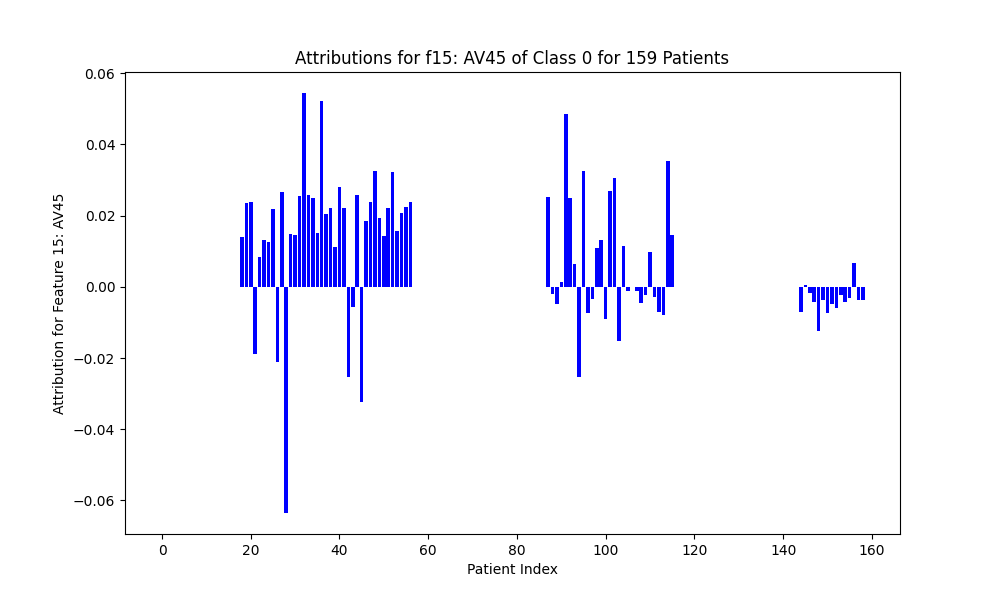 Attributions for f15: AV45 of Class 0 for 159 Patients
Attribution for Feature 15: AV45
0.06
0.04
0.02
0.00
−0.02
−0.04
−0.06
0 20 40 60 80 100 120 140 160
Patient Index